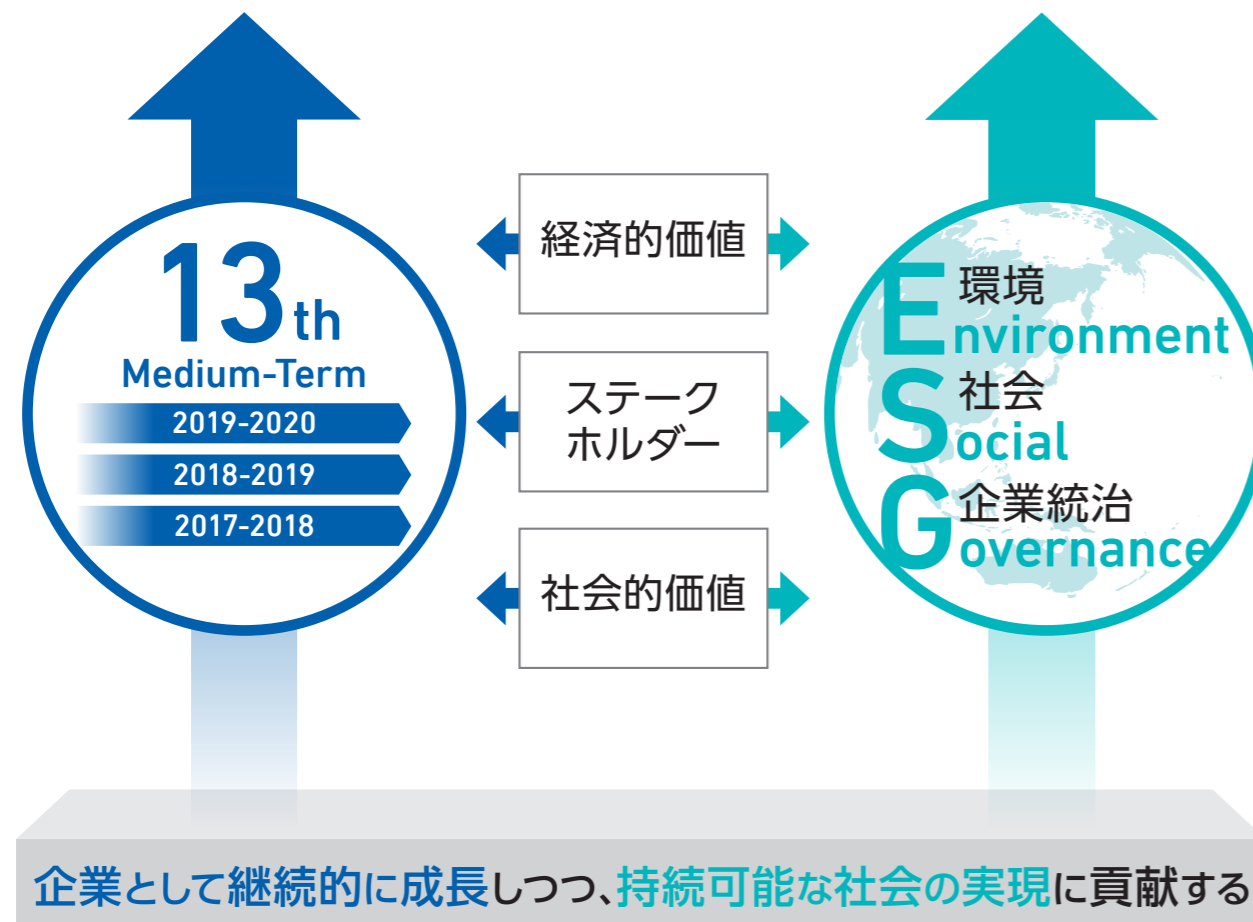 13th
Medium-Term
2019-2020
2018-2019
2017-2018
経済的価値
ステーク
ホルダー
社会的価値
環境
Environment
社会
Social
企業統治
Governance
企業として継続的に成長しつつ、持続可能な社会の実現に貢献する